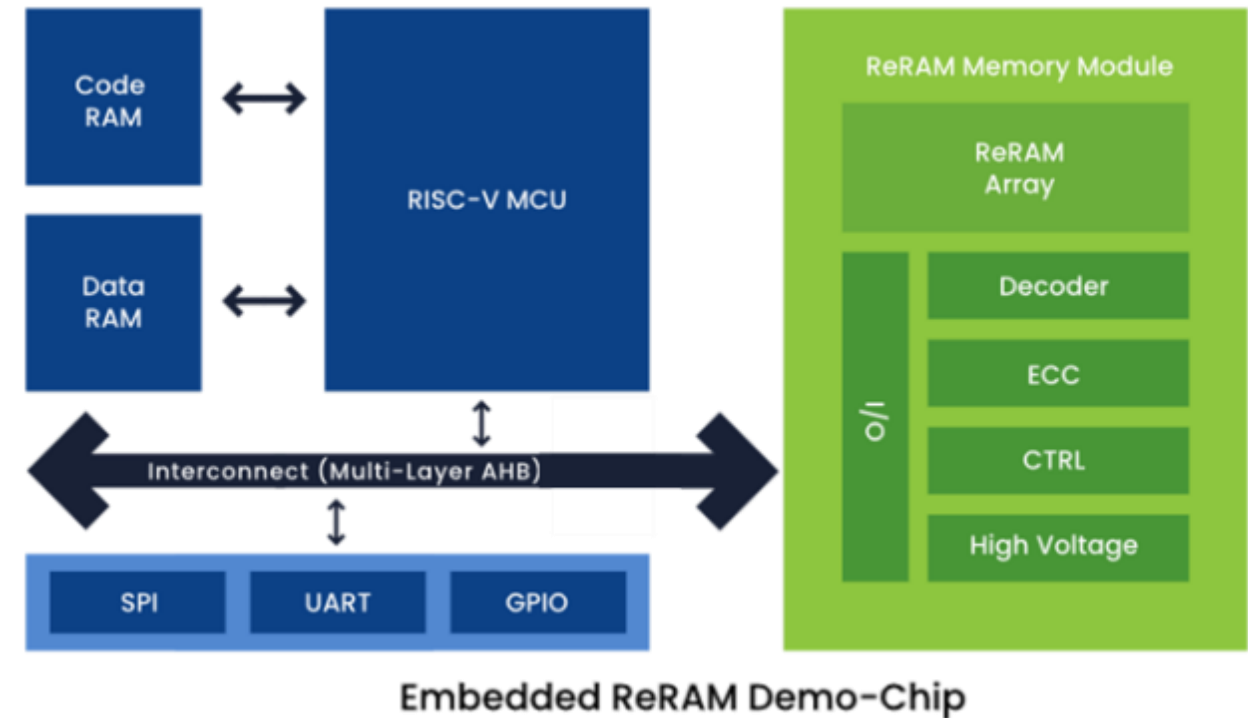 Code
RAM
Data
RAM
RISC-V MCU
Interconnect (Multi-Layer AHB)
SPI
UART
GPIO
ReRAM Memory Module
ReRAM
Array
I/O
Decoder
ECC
CTRL
High Voltage
Embedded ReRAM Demo-Chip